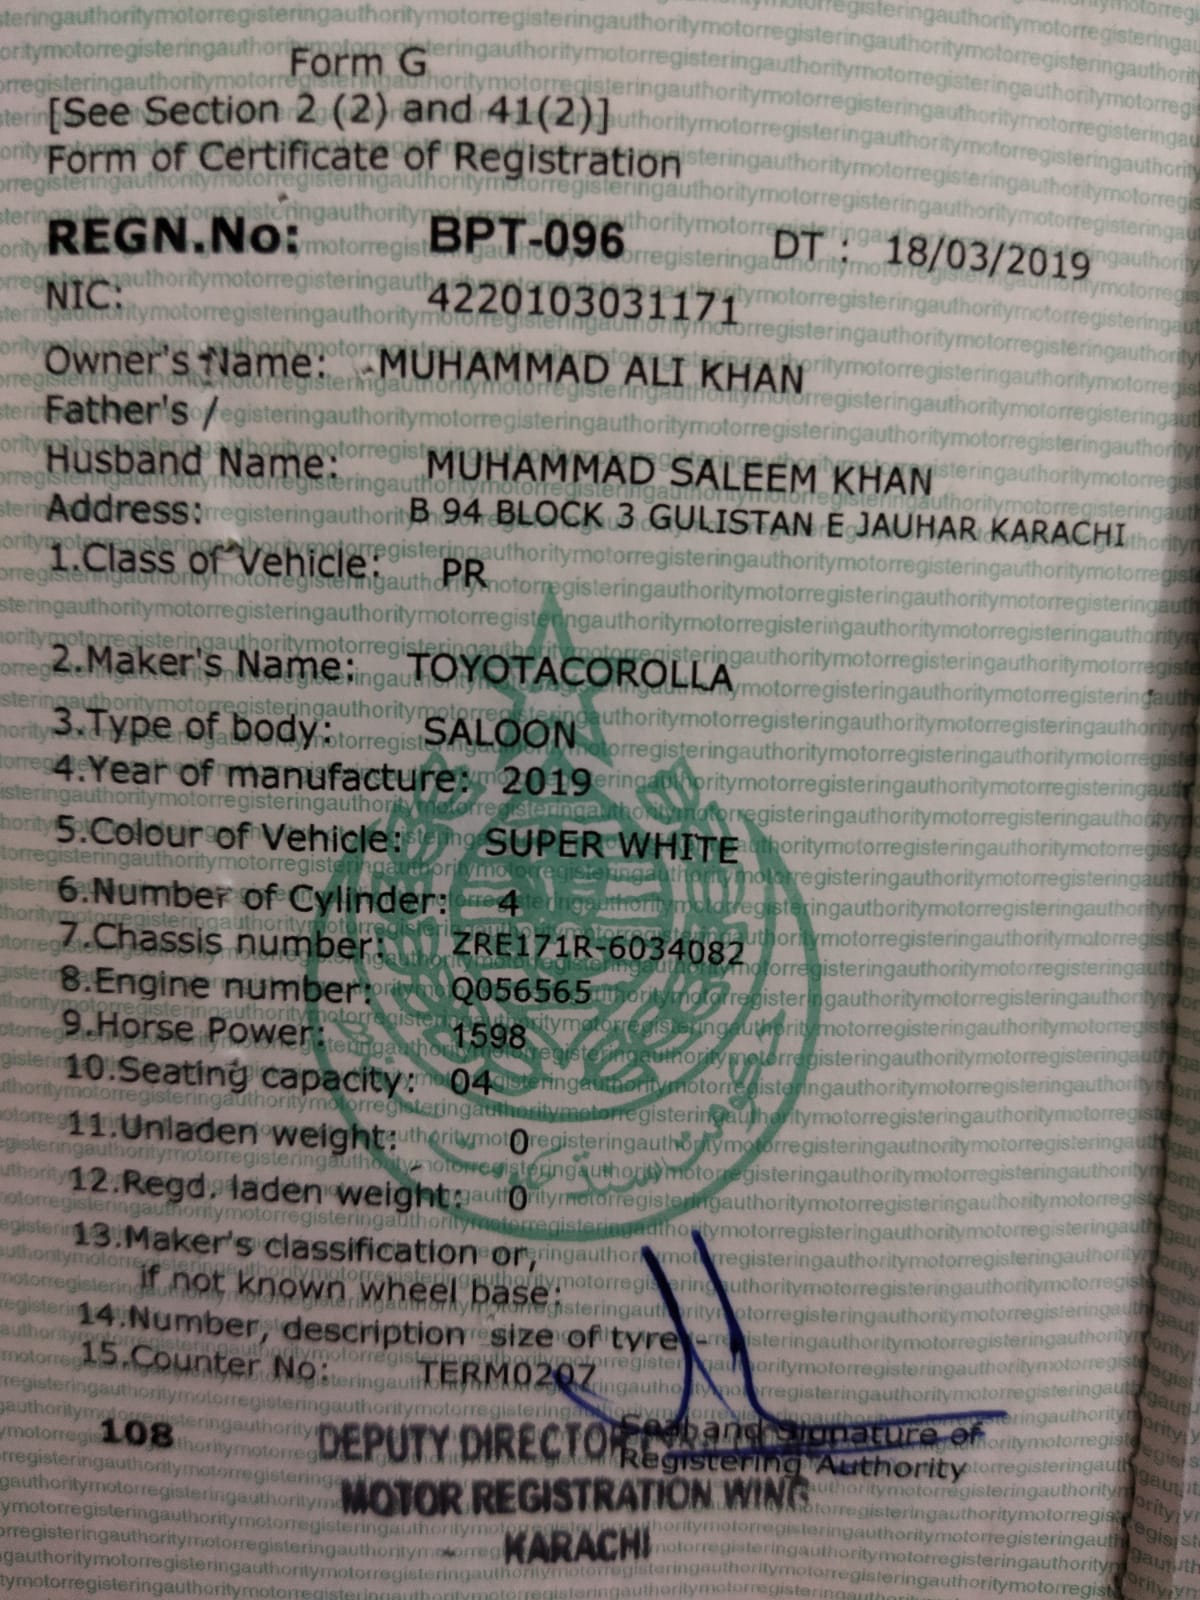 Form G
[See Section 2 (2) and 41(2)]
Form of Certificate of Registration
REGN.No: BPT-096 DT : 18/03/2019
NIC: 4220103031171
Owner's Name: MUHAMMAD ALI KHAN
Father's /
Husband Name: MUHAMMAD SALEEM KHAN
Address: B 94 BLOCK 3 GULISTAN E JAUHAR KARACHI
1.Class of Vehicle: PR
2.Maker's Name: TOYOTACOROLLA
3.Type of body: SALOON
4.Year of manufacture: 2019
5.Colour of Vehicle: SUPER WHITE
6.Number of Cylinder: 4
7.Chassis number: ZRE171R-6034082
8.Engine number: Q056565
9.Horse Power: 1598
10.Seating capacity: 04
11.Unladen weight: 0
12.Regd. laden weight: 0
13.Maker's classification or,
if not known wheel base:
14.Number, description size of tyre -
15.Counter No: TERM0207
108
Seal and Signature of
Registering Authority
DEPUTY DIRECTOR
MOTOR REGISTRATION WING
KARACHI